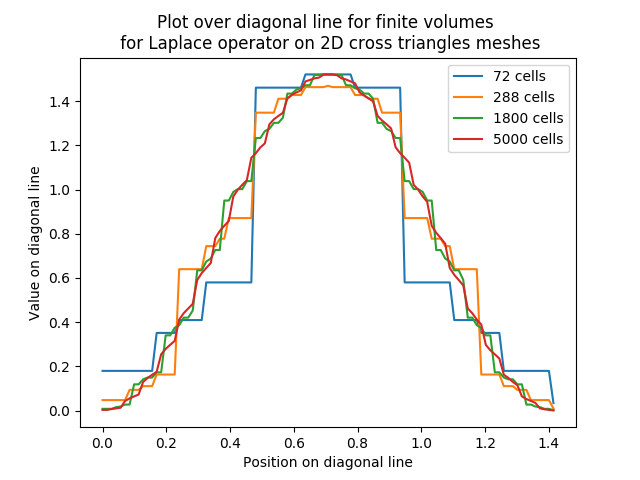 Plot over diagonal line for finite volumes
for Laplace operator on 2D cross triangles meshes
72 cells
288 cells
1800 cells
5000 cells
Value on diagonal line
1.4
1.2
1.0
0.8
0.6
0.4
0.2
0.0
0.0 0.2 0.4 0.6 0.8 1.0 1.2 1.4
Position on diagonal line